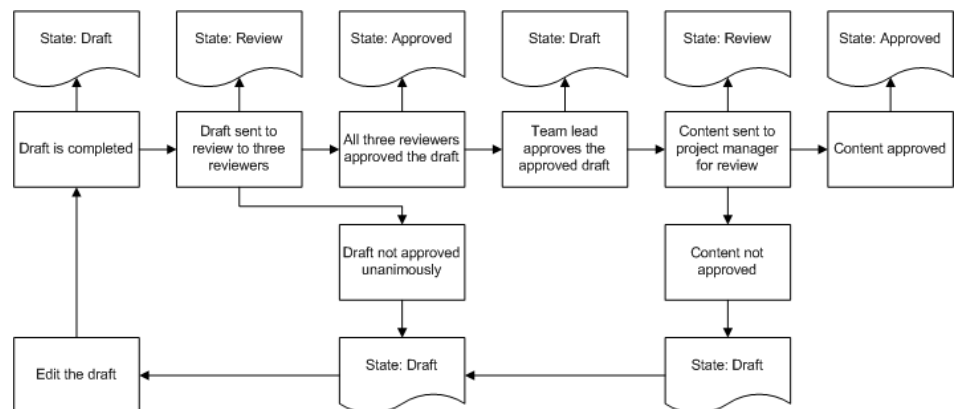 State: Draft
State: Review
State: Approved
State: Draft
State: Review
State: Approved
Draft is completed
Draft sent to
review to three
reviewers
All three reviewers
approved the draft
Team lead
approves the
approved draft
Content sent to
project manager
for review
Content approved
Draft not approved
unanimously
Content not
approved
Edit the draft
State: Draft
State: Draft